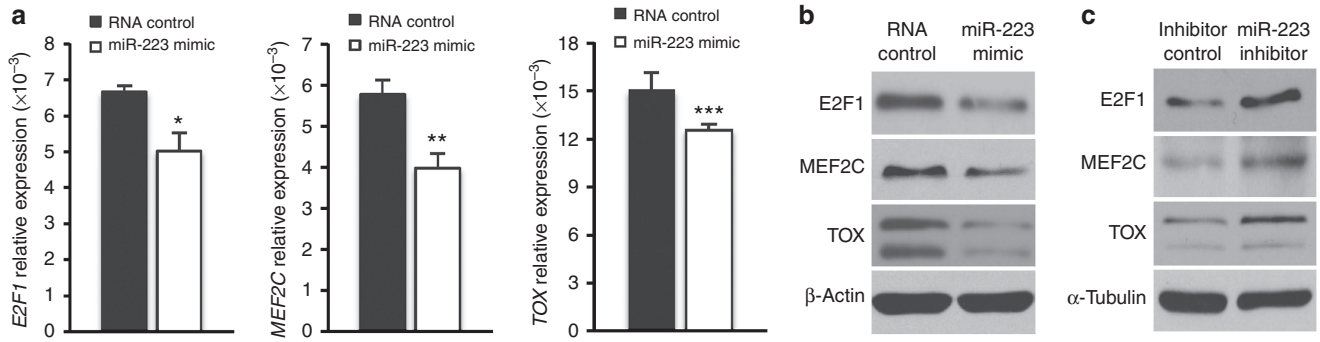 a
RNA control
miR-223 mimic
E2F1 relative expression (×10⁻³)
8
7
6
5
4
3
2
1
0
*
RNA control
miR-223 mimic
MEF2C relative expression (×10⁻³)
7
6
5
4
3
2
1
0
**
RNA control
miR-223 mimic
TOX relative expression (×10⁻³)
18
15
12
9
6
3
0
***
b
RNA control
miR-223 mimic
E2F1
MEF2C
TOX
β-Actin
c
Inhibitor control
miR-223 inhibitor
E2F1
MEF2C
TOX
α-Tubulin